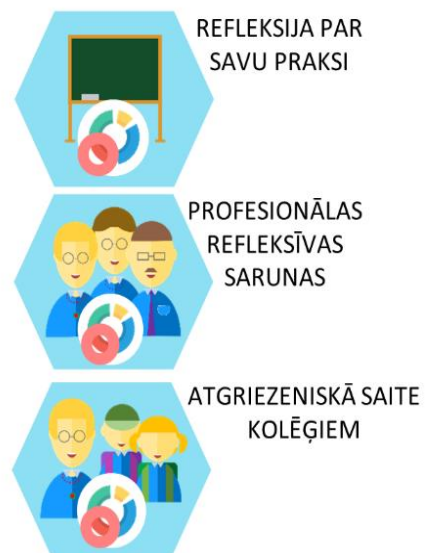 REFLEKSIJA PAR
SAVU PRAKSI
PROFESIONĀLAS
REFLEKSĪVAS
SARUNAS
ATGRIEZENISKĀ SAITE
KOLĒĢIEM